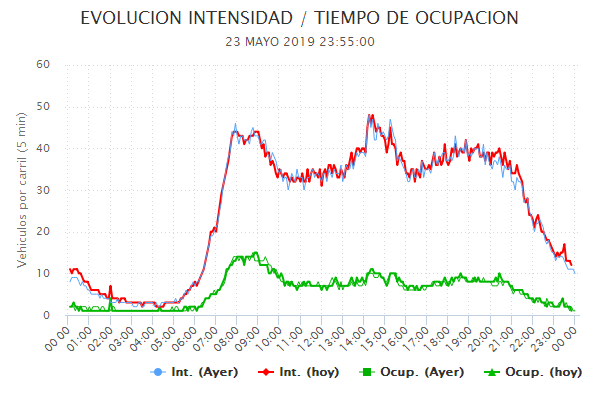 EVOLUCION INTENSIDAD / TIEMPO DE OCUPACION
23 MAYO 2019 23:55:00
Vehiculos por carril (5 min)
60
50
40
30
20
10
0
00:00 01:00 02:00 03:00 04:00 05:00 06:00 07:00 08:00 09:00 10:00 11:00 12:00 13:00 14:00 15:00 16:00 17:00 18:00 19:00 20:00 21:00 22:00 23:00 00:00
Int. (Ayer) Int. (hoy) Ocup. (Ayer) Ocup. (hoy)